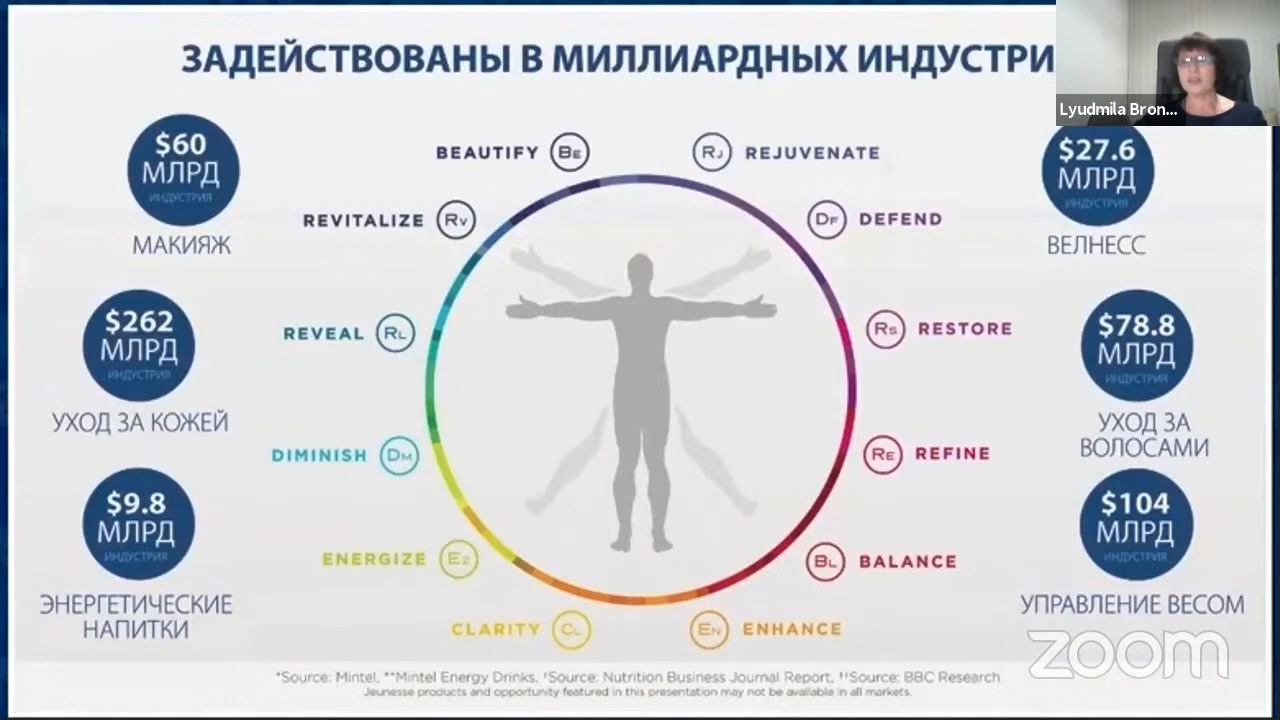 ЗАДЕЙСТВОВАНЫ В МИЛЛИАРДНЫХ ИНДУСТРИ
Lyudmila Bron...
$60
МЛРД
ИНДУСТРИЯ
МАКИЯЖ
$262
МЛРД
ИНДУСТРИЯ
УХОД ЗА КОЖЕЙ
$9.8
МЛРД
ИНДУСТРИЯ
ЭНЕРГЕТИЧЕСКИЕ
НАПИТКИ
BEAUTIFY BE
REVITALIZE RV
REVEAL RL
DIMINISH DM
ENERGIZE EZ
CLARITY CL
RJ REJUVENATE
DF DEFEND
RS RESTORE
RE REFINE
BL BALANCE
EN ENHANCE
$27.6
МЛРД
ИНДУСТРИЯ
ВЕЛНЕСС
$78.8
МЛРД
ИНДУСТРИЯ
УХОД ЗА
ВОЛОСАМИ
$104
МЛРД
ИНДУСТРИЯ
УПРАВЛЕНИЕ ВЕСОМ
zoom
*Source: Mintel, **Mintel Energy Drinks, †Source: Nutrition Business Journal Report, ††Source: BBC Research
Jeunesse products and opportunity featured in this presentation may not be available in all markets.